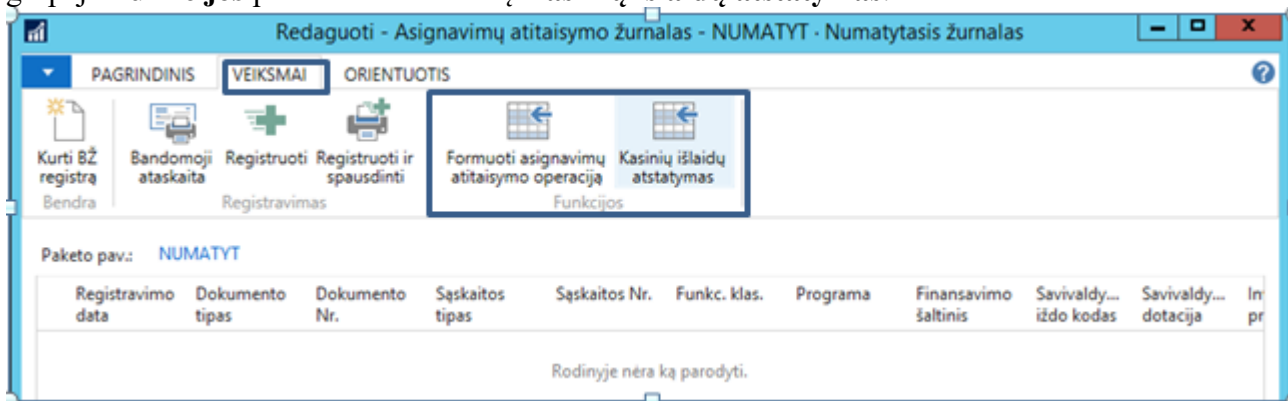 Redaguoti - Asignavimų atitaisymo žurnalas - NUMATYT · Numatytasis žurnalas
PAGRINDINIS VEIKSMAI ORIENTUOTIS
Kurti BŽ registrą
Bandomoji ataskaita
Registruoti
Registruoti ir spausdinti
Formuoti asignavimų atitaisymo operaciją
Kasinių išlaidų atstatymas
Bendra Registravimas Funkcijos
Paketo pav.: NUMATYT
Registravimo data
Dokumento tipas
Dokumento Nr.
Sąskaitos tipas
Sąskaitos Nr.
Funkc. klas.
Programa
Finansavimo šaltinis
Savivaldy... iždo kodas
Savivaldy... dotacija
Rodinyje nėra ką parodyti.